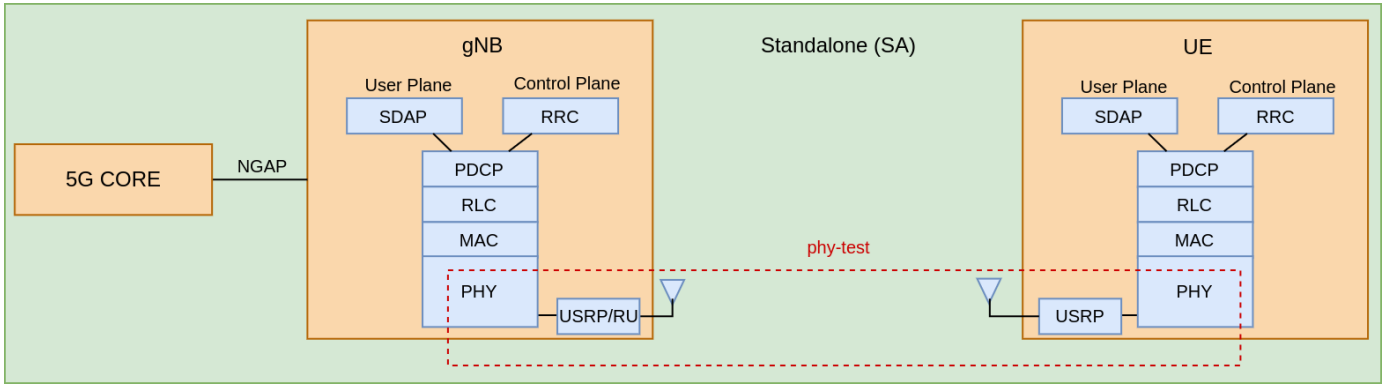 gNB
Standalone (SA)
UE
User Plane
Control Plane
User Plane
Control Plane
SDAP
RRC
SDAP
RRC
5G CORE
NGAP
PDCP
PDCP
RLC
RLC
MAC
MAC
phy-test
PHY
PHY
USRP/RU
USRP